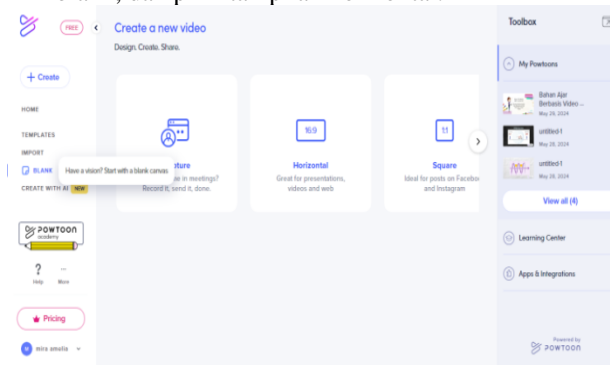 FREE
+ Create
HOME
TEMPLATES
IMPORT
BLANK
CREATE WITH AI NEW
POWTOON
academy
?
Help
...
More
Pricing
mira amelia
Create a new video
Design. Create. Share.
Have a vision? Start with a blank canvas
in meetings?
Record it, send it, done.
16:9
Horizontal
Great for presentations,
videos and web
1:1
Square
Ideal for posts on Facebook
and Instagram
Toolbox
My Powtoons
Bahan Ajar
Berbasis Video -
May 29, 2024
untitled-1
May 28, 2024
untitled-1
May 28, 2024
View all (4)
Learning Center
Apps & Integrations
Powered by
POWTOON